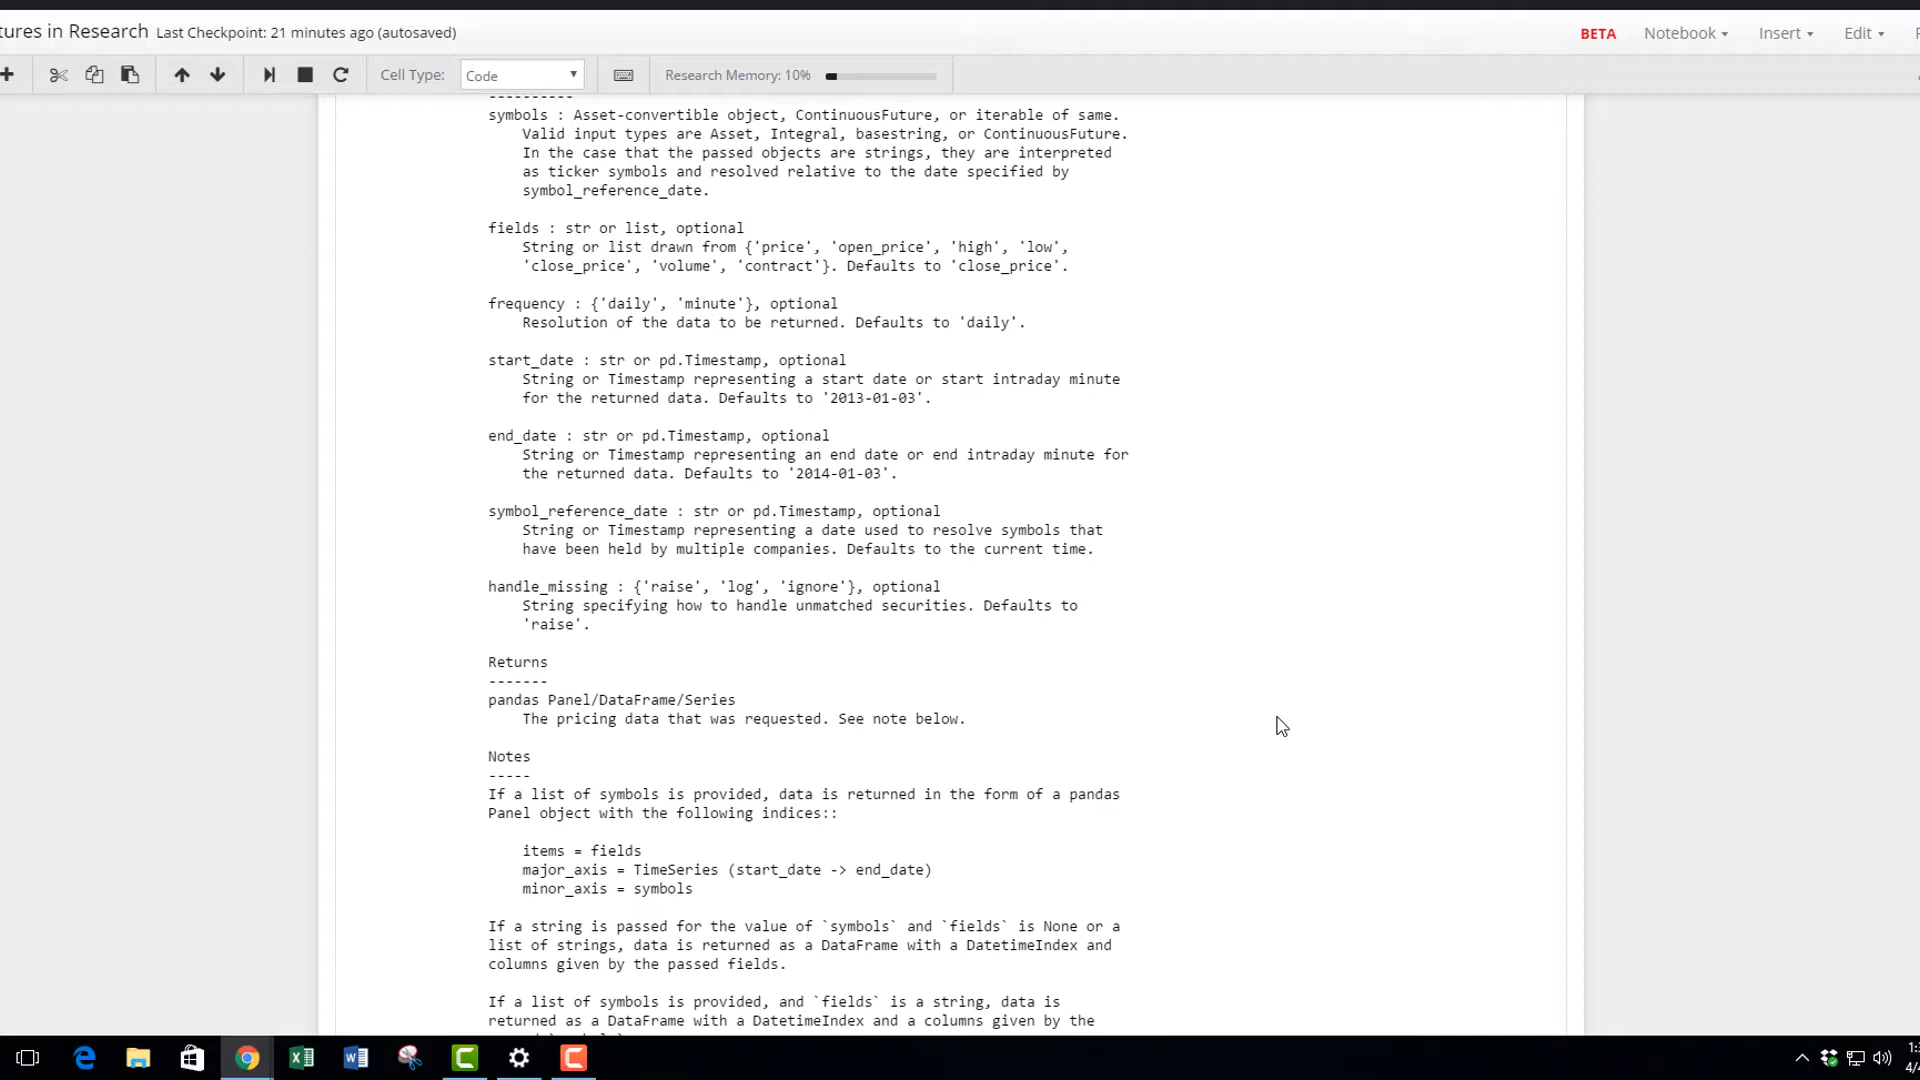 tures in Research Last Checkpoint: 21 minutes ago (autosaved)
BETA Notebook Insert Edit
Cell Type: Code Research Memory: 10%
----------
symbols : Asset-convertible object, ContinuousFuture, or iterable of same.
Valid input types are Asset, Integral, basestring, or ContinuousFuture.
In the case that the passed objects are strings, they are interpreted
as ticker symbols and resolved relative to the date specified by
symbol_reference_date.
fields : str or list, optional
String or list drawn from {'price', 'open_price', 'high', 'low',
'close_price', 'volume', 'contract'}. Defaults to 'close_price'.
frequency : {'daily', 'minute'}, optional
Resolution of the data to be returned. Defaults to 'daily'.
start_date : str or pd.Timestamp, optional
String or Timestamp representing a start date or start intraday minute
for the returned data. Defaults to '2013-01-03'.
end_date : str or pd.Timestamp, optional
String or Timestamp representing an end date or end intraday minute for
the returned data. Defaults to '2014-01-03'.
symbol_reference_date : str or pd.Timestamp, optional
String or Timestamp representing a date used to resolve symbols that
have been held by multiple companies. Defaults to the current time.
handle_missing : {'raise', 'log', 'ignore'}, optional
String specifying how to handle unmatched securities. Defaults to
'raise'.
Returns
-------
pandas Panel/DataFrame/Series
The pricing data that was requested. See note below.
Notes
-----
If a list of symbols is provided, data is returned in the form of a pandas
Panel object with the following indices::
items = fields
major_axis = TimeSeries (start_date -> end_date)
minor_axis = symbols
If a string is passed for the value of `symbols` and `fields` is None or a
list of strings, data is returned as a DataFrame with a DatetimeIndex and
columns given by the passed fields.
If a list of symbols is provided, and `fields` is a string, data is
returned as a DataFrame with a DatetimeIndex and a columns given by the